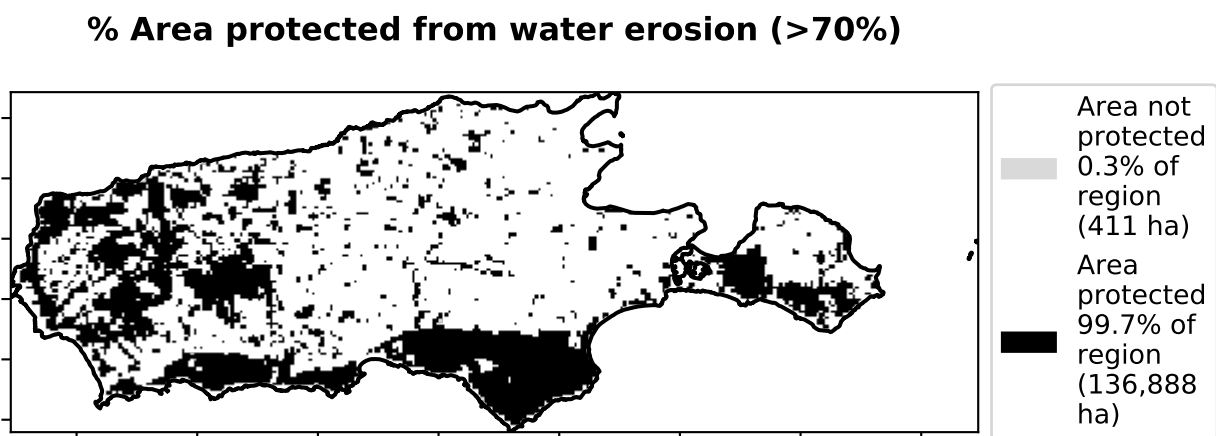 % Area protected from water erosion (>70%)
Area not
protected
0.3% of
region
(411 ha)
Area
protected
99.7% of
region
(136,888
ha)